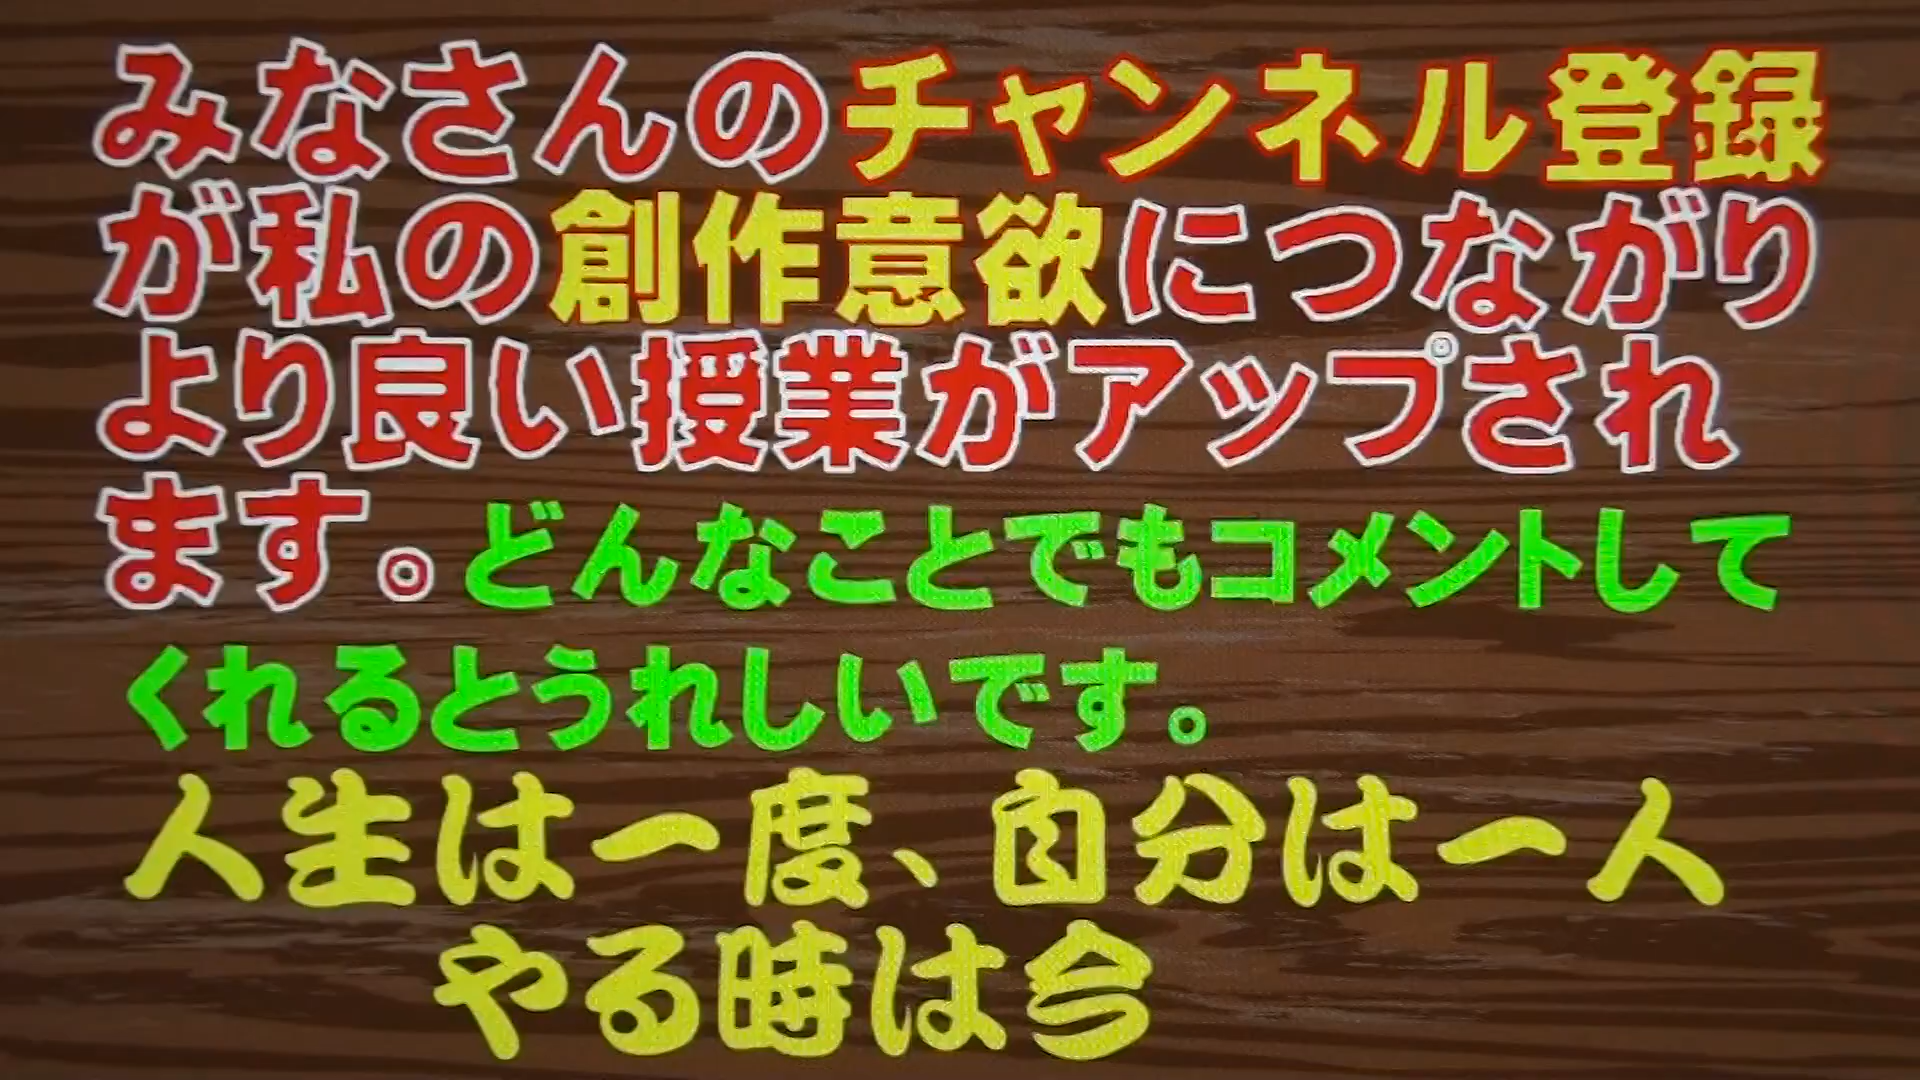 みなさんのチャンネル登録
が私の創作意欲につながり
より良い授業がアップされ
ます。どんなことでもコメントして
くれるとうれしいです。
人生は一度、自分は一人
やる時は今